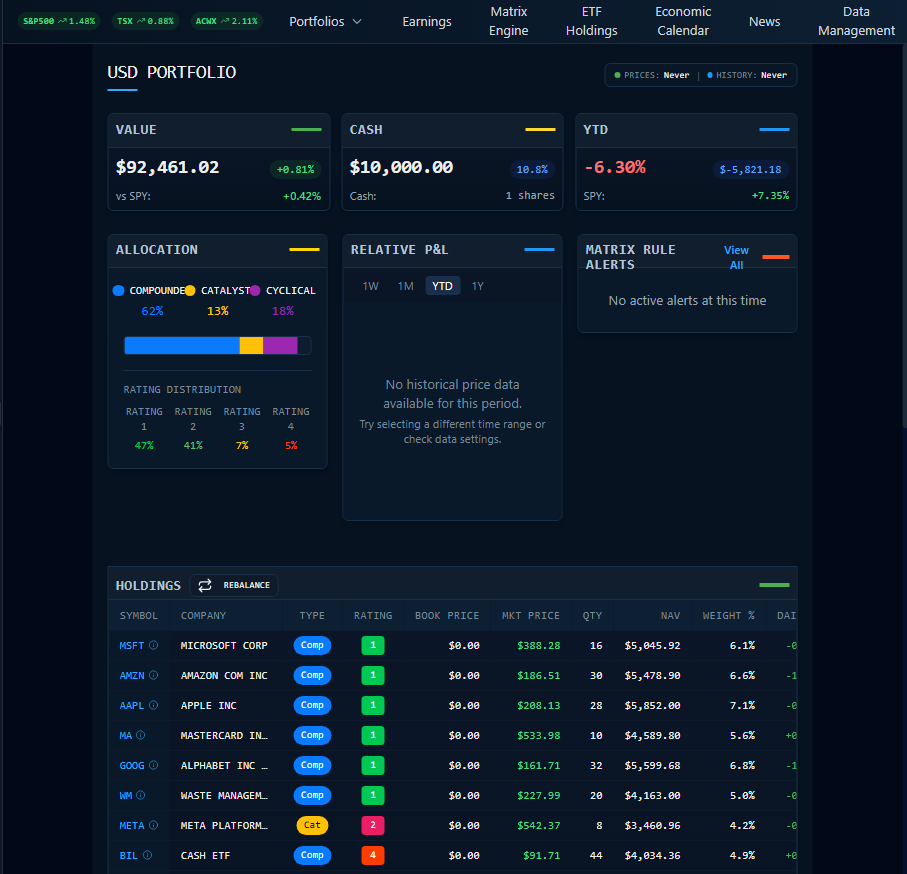 S&P500 1.48% TSX 0.88% ACWX 2.11% Portfolios Earnings Matrix Engine ETF Holdings Economic Calendar News Data Management
USD PORTFOLIO
PRICES: Never | HISTORY: Never
VALUE
$92,461.02 +0.81%
vs SPY: +0.42%
CASH
$10,000.00 10.8%
Cash: 1 shares
YTD
-6.30% $-5,821.18
SPY: +7.35%
ALLOCATION
COMPOUNDE CATALYST CYCLICAL
62% 13% 18%
RATING DISTRIBUTION
RATING 1 RATING 2 RATING 3 RATING 4
47% 41% 7% 5%
RELATIVE P&L
1W 1M YTD 1Y
No historical price data
available for this period.
Try selecting a different time range or
check data settings.
MATRIX RULE ALERTS View All
No active alerts at this time
HOLDINGS REBALANCE
SYMBOL COMPANY TYPE RATING BOOK PRICE MKT PRICE QTY NAV WEIGHT % DAI
MSFT MICROSOFT CORP Comp 1 $0.00 $388.28 16 $5,045.92 6.1% -0
AMZN AMAZON COM INC Comp 1 $0.00 $186.51 30 $5,478.90 6.6% -1
AAPL APPLE INC Comp 1 $0.00 $208.13 28 $5,852.00 7.1% -0
MA MASTERCARD IN… Comp 1 $0.00 $533.98 10 $4,589.80 5.6% +0
GOOG ALPHABET INC … Comp 1 $0.00 $161.71 32 $5,599.68 6.8% -1
WM WASTE MANAGEM… Comp 1 $0.00 $227.99 20 $4,163.00 5.0% -0
META META PLATFORM… Cat 2 $0.00 $542.37 8 $3,460.96 4.2% -0
BIL CASH ETF Comp 4 $0.00 $91.71 44 $4,034.36 4.9% +0